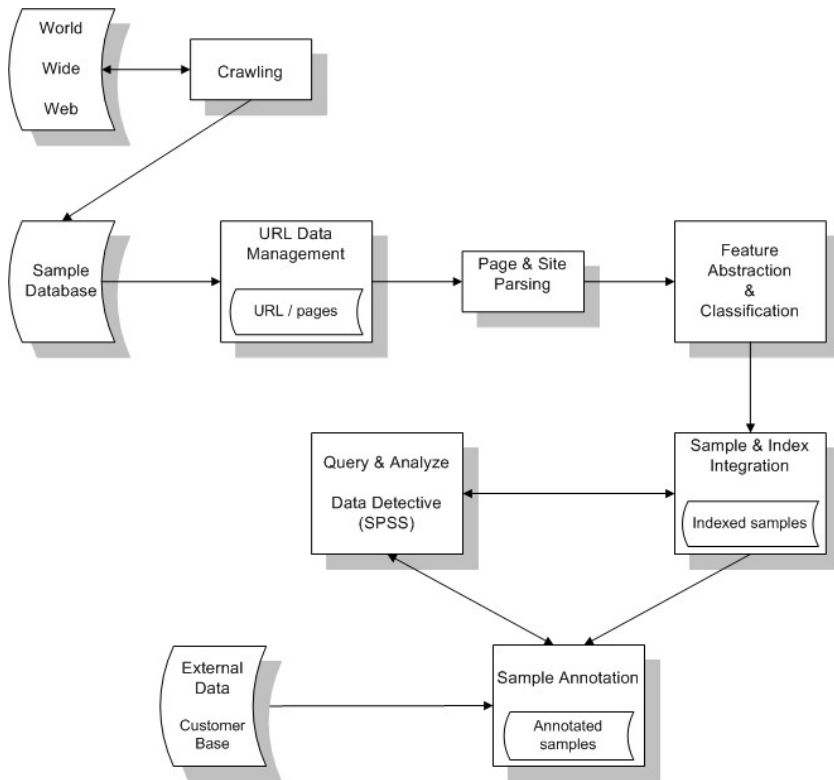 World
Wide
Web
Crawling
Sample
Database
URL Data
Management
URL / pages
Page & Site
Parsing
Feature
Abstraction
&
Classification
Query & Analyze
Data Detective
(SPSS)
Sample & Index
Integration
Indexed samples
External
Data
Customer
Base
Sample Annotation
Annotated
samples